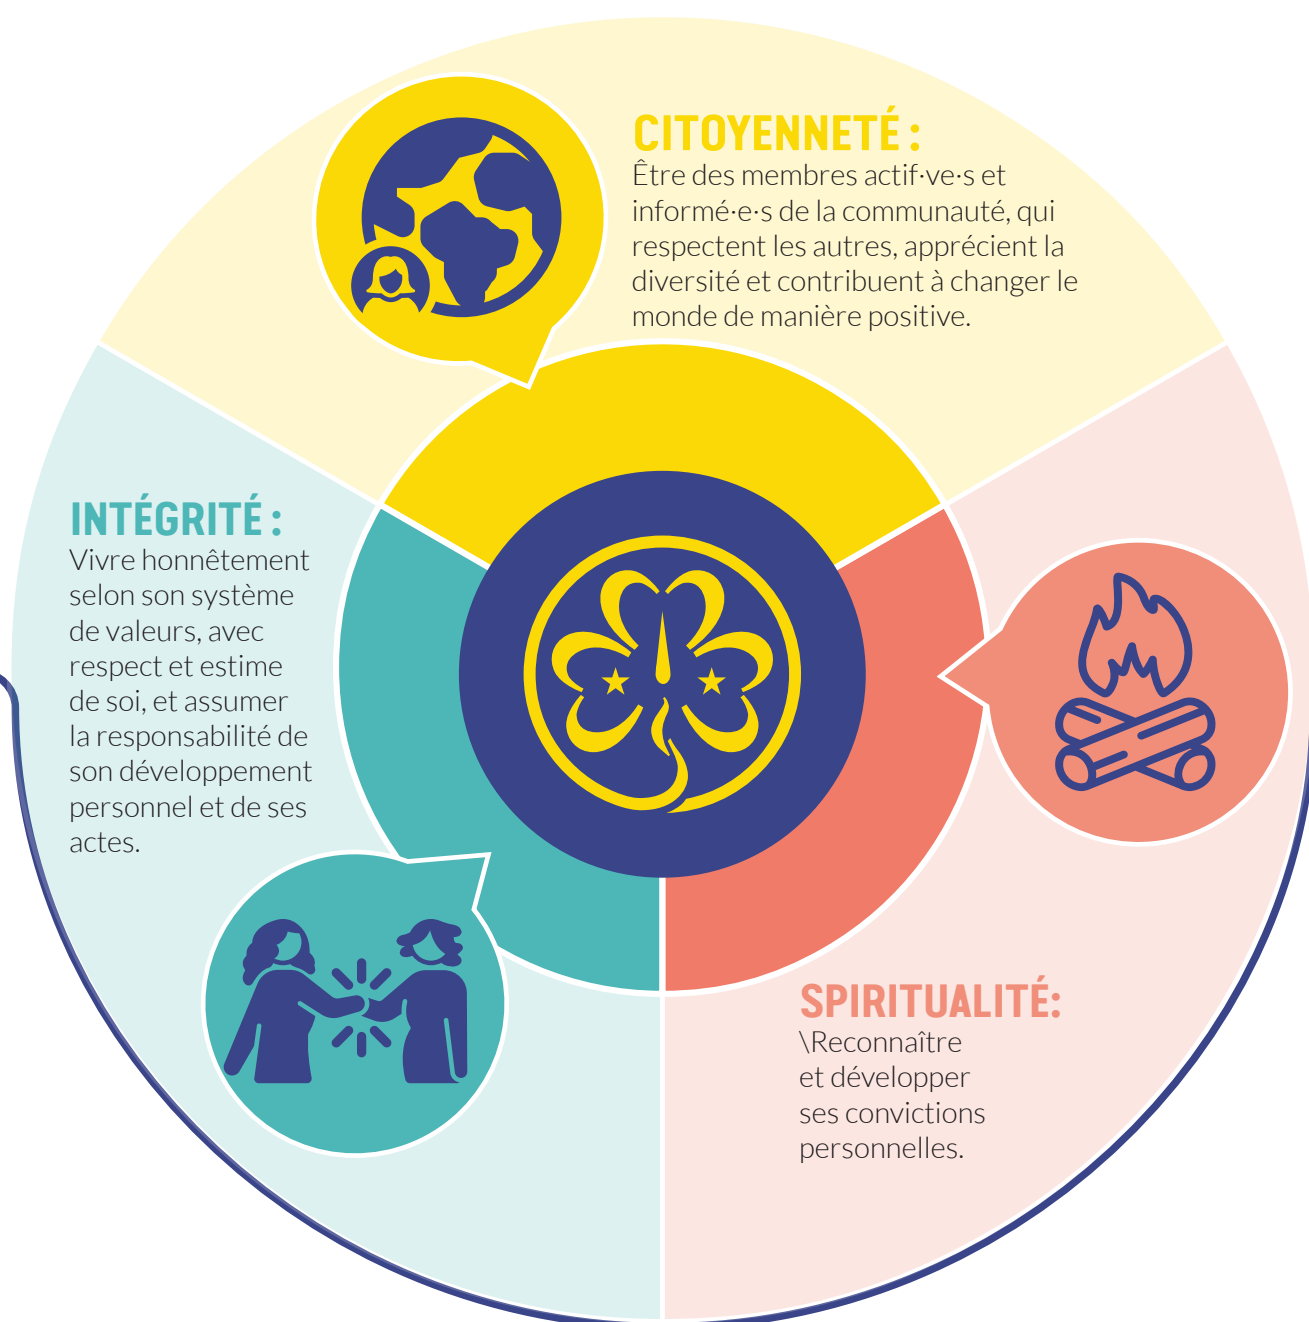 CITOYENNETÉ :
Être des membres actif·ve·s et
informé·e·s de la communauté, qui
respectent les autres, apprécient la
diversité et contribuent à changer le
monde de manière positive.
INTÉGRITÉ :
Vivre honnêtement
selon son système
de valeurs, avec
respect et estime
de soi, et assumer
la responsabilité de
son développement
personnel et de ses
actes.
SPIRITUALITÉ:
\Reconnaître
et développer
ses convictions
personnelles.